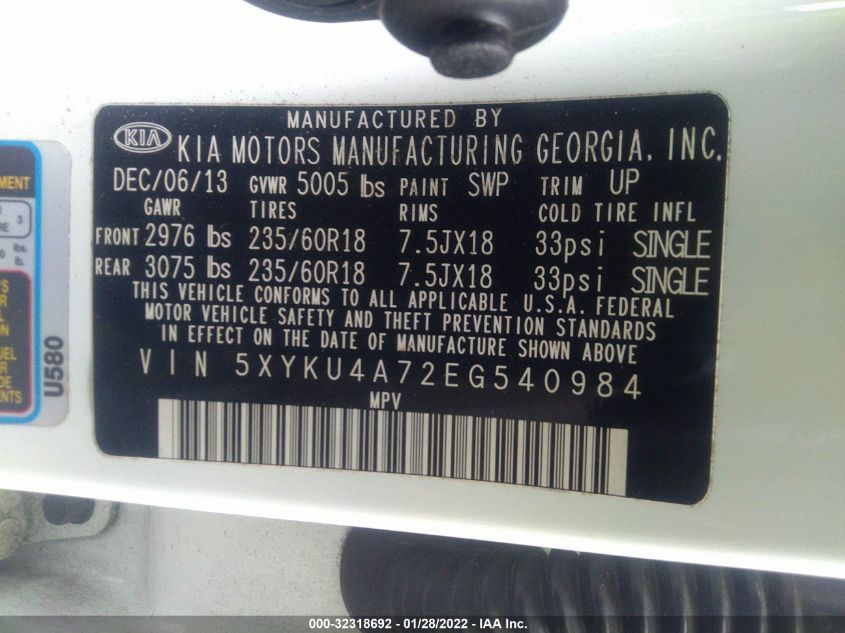 MANUFACTURED BY
KIA KIA MOTORS MANUFACTURING GEORGIA, INC.
DEC/06/13 GVWR 5005 lbs PAINT SWP TRIM UP
GAWR TIRES RIMS COLD TIRE INFL
FRONT 2976 lbs 235/60R18 7.5JX18 33psi SINGLE
REAR 3075 lbs 235/60R18 7.5JX18 33psi SINGLE
THIS VEHICLE CONFORMS TO ALL APPLICABLE U.S.A. FEDERAL
MOTOR VEHICLE SAFETY AND THEFT PREVENTION STANDARDS
IN EFFECT ON THE DATE OF MANUFACTURE SHOWN ABOVE
VIN 5XYKU4A72EG540984
MPV
U580
000-32318692 - 01/28/2022 - IAA Inc.